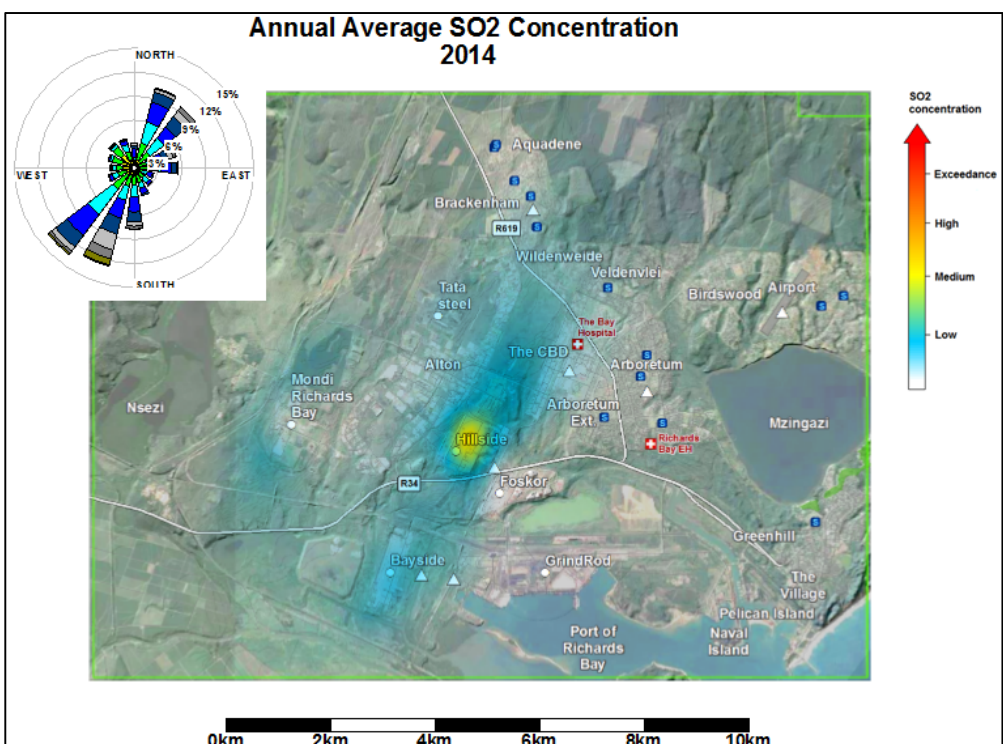 Annual Average SO2 Concentration
2014
NORTH
15%
12%
9%
6%
3%
WEST
EAST
SOUTH
SO2
concentration
Exceedance
High
Medium
Low
Aquadene
Brackenham
R619
Wildenweide
Veldenvlei
Birdswood
Airport
Tata
steel
The Bay
Hospital
The CBD
Alton
Arboretum
Mondi
Richards
Bay
Nsezi
Arboretum
Ext.
Mzingazi
Hillside
Richards
Bay EH
R34
Foskor
Greenhill
Bayside
GrindRod
The
Village
Pelican Island
Port of
Richards
Bay
Naval
Island
0km
2km
4km
6km
8km
10km